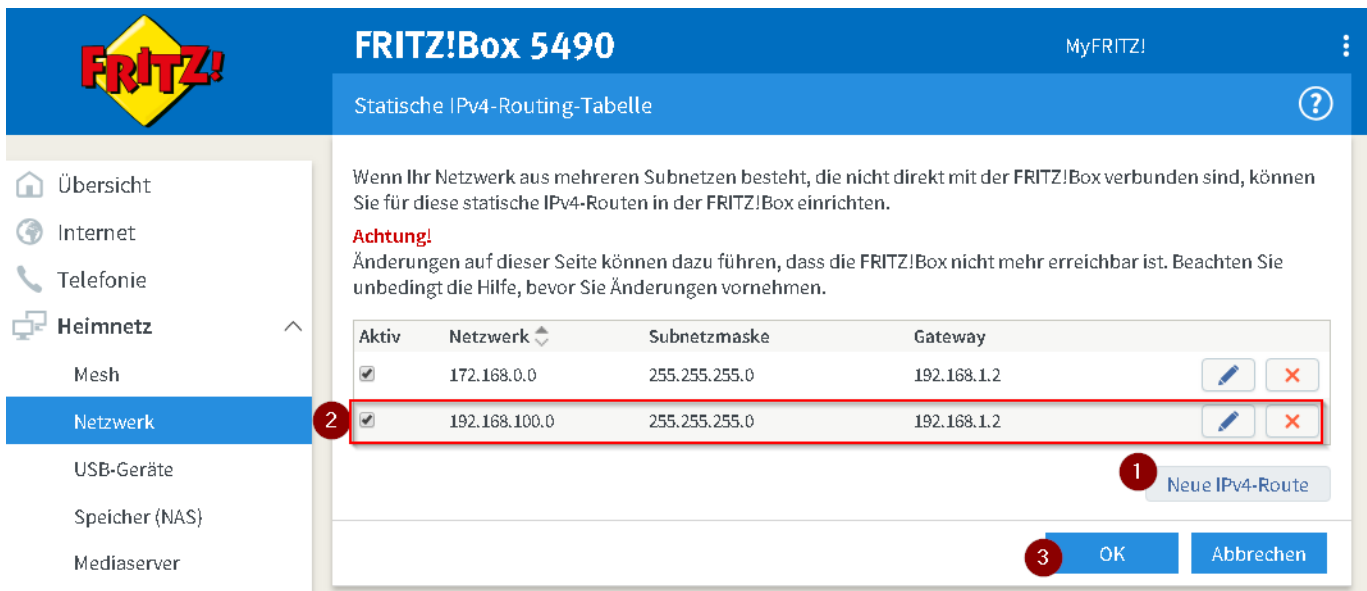 FRITZ!
FRITZ!Box 5490
MyFRITZ!
Statische IPv4-Routing-Tabelle
?
Übersicht
Internet
Telefonie
Heimnetz
Mesh
Netzwerk
USB-Geräte
Speicher (NAS)
Mediaserver
Wenn Ihr Netzwerk aus mehreren Subnetzen besteht, die nicht direkt mit der FRITZ!Box verbunden sind, können
Sie für diese statische IPv4-Routen in der FRITZ!Box einrichten.
Achtung!
Änderungen auf dieser Seite können dazu führen, dass die FRITZ!Box nicht mehr erreichbar ist. Beachten Sie
unbedingt die Hilfe, bevor Sie Änderungen vornehmen.
Aktiv Netzwerk Subnetzmaske Gateway
172.168.0.0 255.255.255.0 192.168.1.2
2 192.168.100.0 255.255.255.0 192.168.1.2
1 Neue IPv4-Route
3 OK Abbrechen